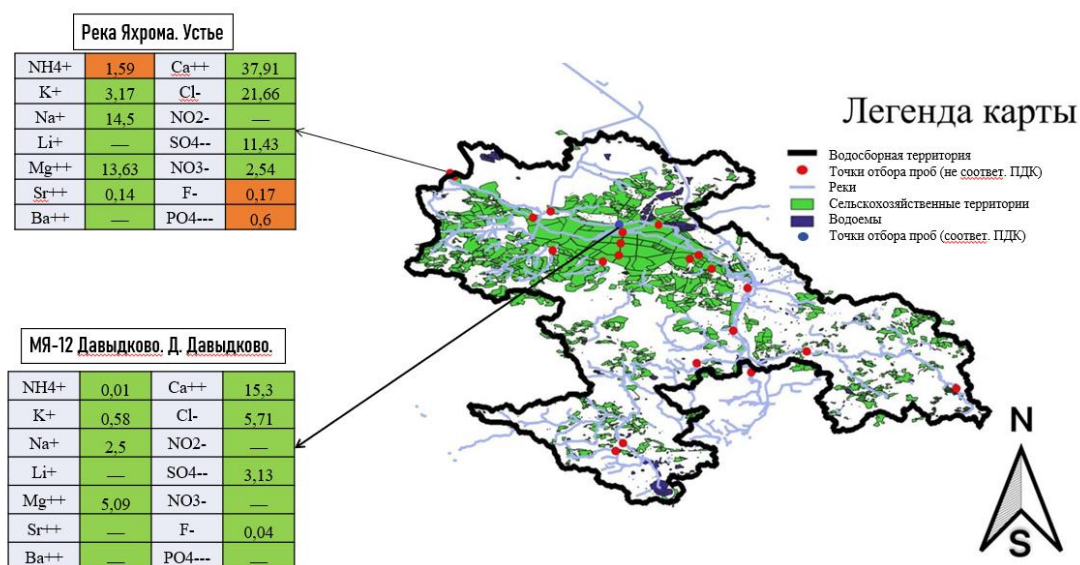 Река Яхрома. Устье
NH4+ 1,59 Ca++ 37,91
K+ 3,17 Cl- 21,66
Na+ 14,5 NO2- —
Li+ — SO4-- 11,43
Mg++ 13,63 NO3- 2,54
Sr++ 0,14 F- 0,17
Ba++ — PO4--- 0,6
Легенда карты
Водосборная территория
Точки отбора проб (не соответ. ПДК)
Реки
Сельскохозяйственные территории
Водоемы
Точки отбора проб (соответ. ПДК)
МЯ-12 Давыдково. Д. Давыдково.
NH4+ 0,01 Ca++ 15,3
K+ 0,58 Cl- 5,71
Na+ 2,5 NO2- —
Li+ — SO4-- 3,13
Mg++ 5,09 NO3- —
Sr++ — F- 0,04
Ba++ — PO4--- —
N
S